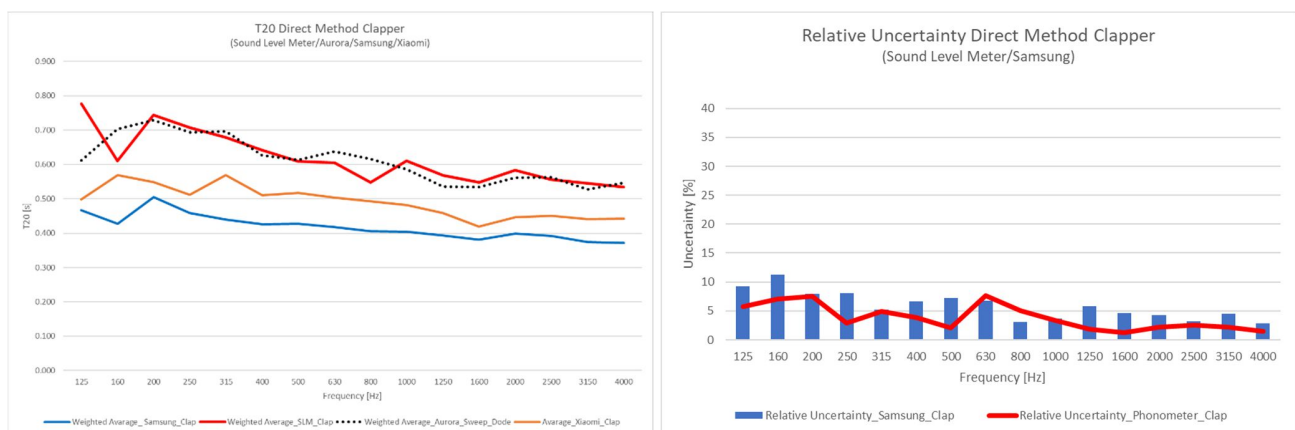 T20 Direct Method Clapper
(Sound Level Meter/Aurora/Samsung/Xiaomi)
0.900
0.800
0.700
0.600
0.500
0.400
0.300
0.200
0.100
0.000
T20 [s]
125 160 200 250 315 400 500 630 800 1000 1250 1600 2000 2500 3150 4000
Frequency [Hz]
Weighted Avarage_ Samsung_Clap Weighted Avarage_SLM_Clap Weighted Avarage_Aurora_Sweep_Dode Avarage_Xiaomi_Clap
Relative Uncertainty Direct Method Clapper
(Sound Level Meter/Samsung)
40
35
30
25
20
15
10
5
0
Uncertainty [%]
125 160 200 250 315 400 500 630 800 1000 1250 1600 2000 2500 3150 4000
Frequency [Hz]
Relative Uncertainty_Samsung_Clap Relative Uncertainty_Phonometer_Clap